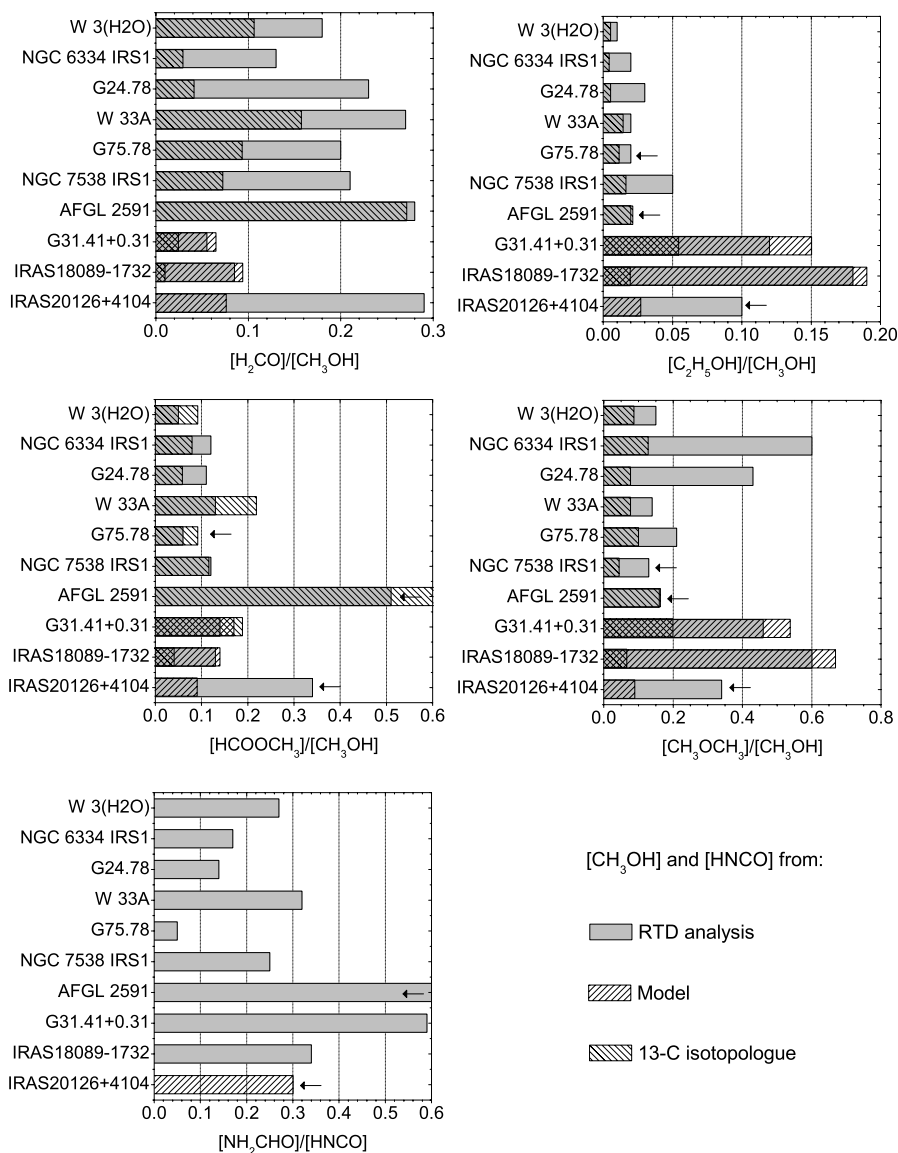 W 3(H2O)
NGC 6334 IRS1
G24.78
W 33A
G75.78
NGC 7538 IRS1
AFGL 2591
G31.41+0.31
IRAS18089-1732
IRAS20126+4104
0.0 0.1 0.2 0.3
[H₂CO]/[CH₃OH]
W 3(H2O)
NGC 6334 IRS1
G24.78
W 33A
G75.78
NGC 7538 IRS1
AFGL 2591
G31.41+0.31
IRAS18089-1732
IRAS20126+4104
0.00 0.05 0.10 0.15 0.20
[C₂H₅OH]/[CH₃OH]
W 3(H2O)
NGC 6334 IRS1
G24.78
W 33A
G75.78
NGC 7538 IRS1
AFGL 2591
G31.41+0.31
IRAS18089-1732
IRAS20126+4104
0.0 0.1 0.2 0.3 0.4 0.5 0.6
[HCOOCH₃]/[CH₃OH]
W 3(H2O)
NGC 6334 IRS1
G24.78
W 33A
G75.78
NGC 7538 IRS1
AFGL 2591
G31.41+0.31
IRAS18089-1732
IRAS20126+4104
0.0 0.2 0.4 0.6 0.8
[CH₃OCH₃]/[CH₃OH]
W 3(H2O)
NGC 6334 IRS1
G24.78
W 33A
G75.78
NGC 7538 IRS1
AFGL 2591
G31.41+0.31
IRAS18089-1732
IRAS20126+4104
0.0 0.1 0.2 0.3 0.4 0.5 0.6
[NH₂CHO]/[HNCO]
[CH₃OH] and [HNCO] from:
RTD analysis
Model
13-C isotopologue